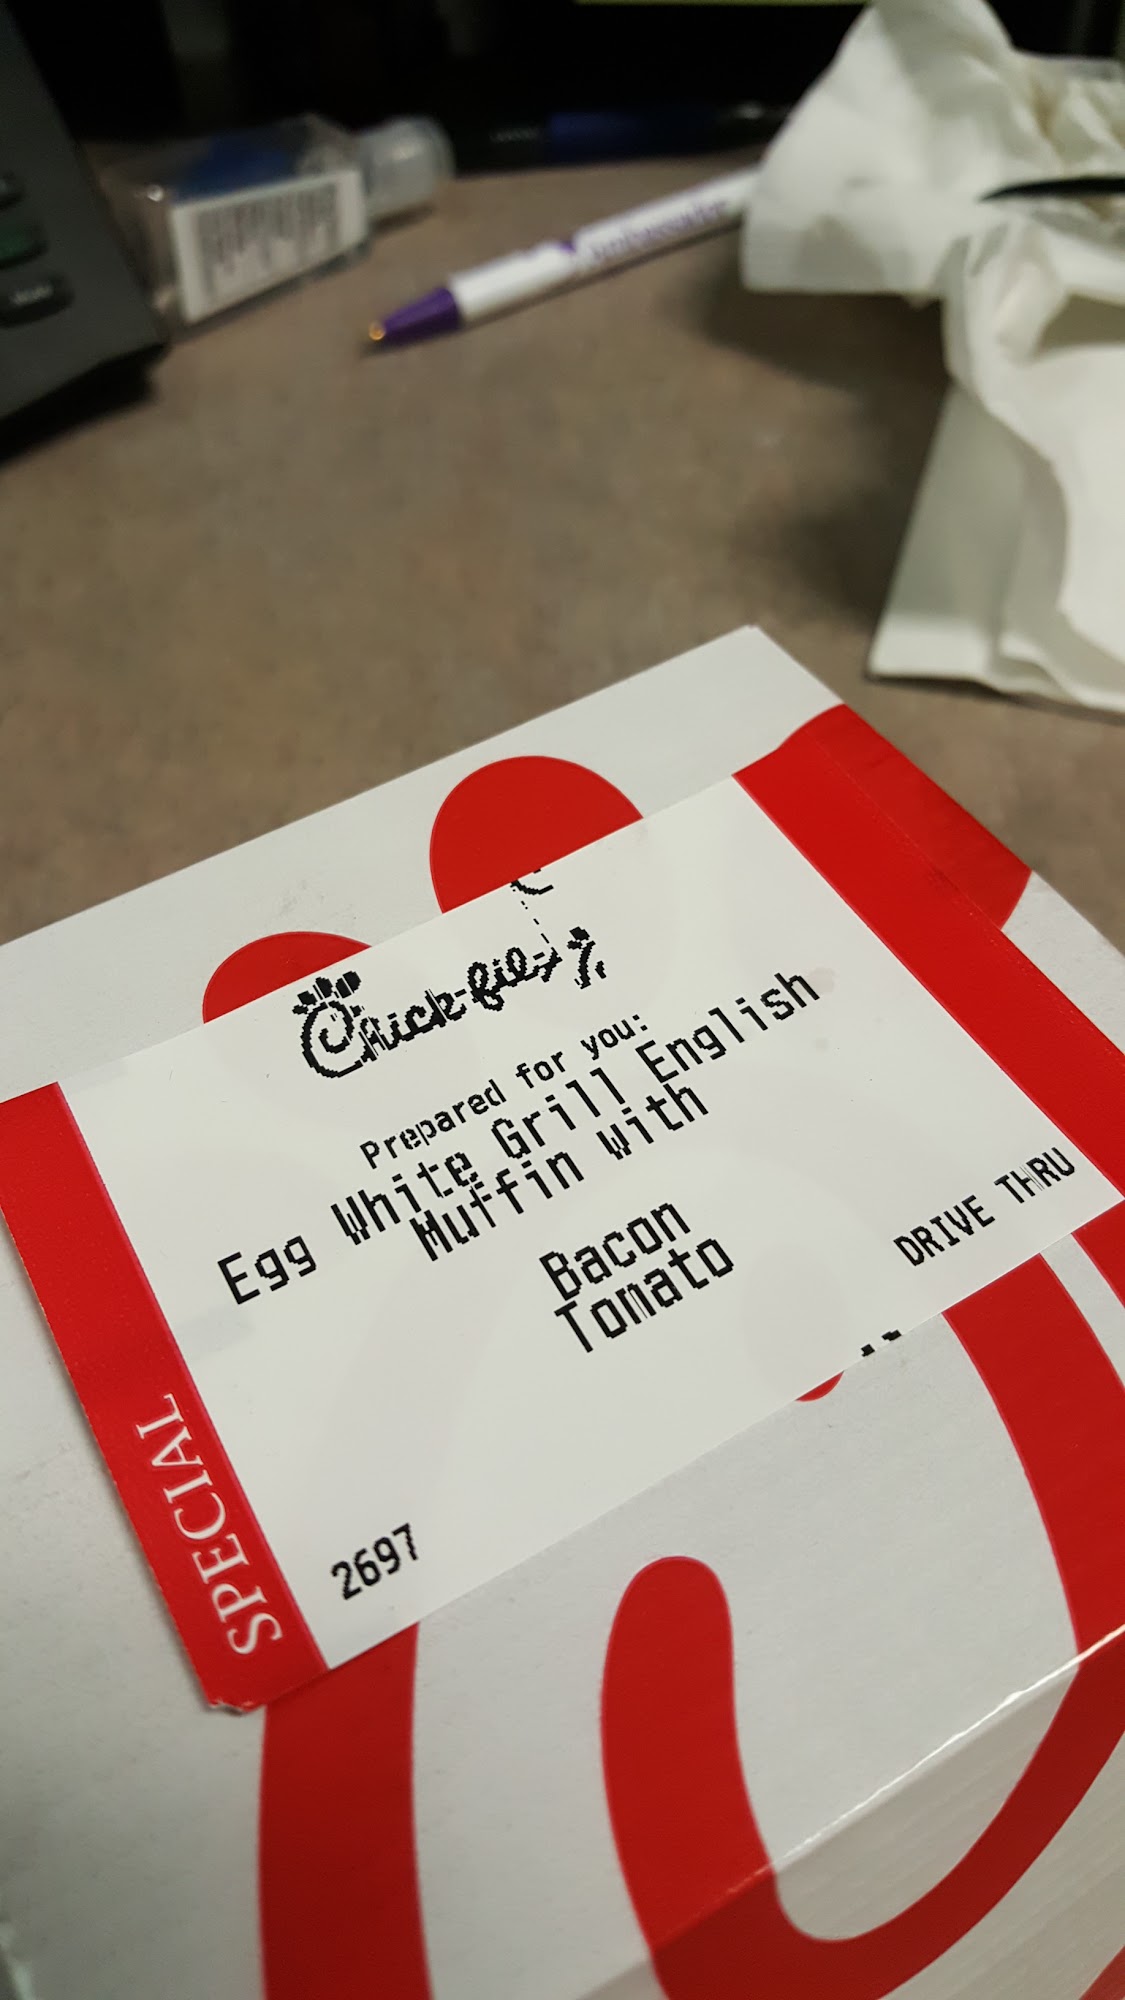 Chick-fil-A
Prepared for you:
Egg White Grill English
Muffin With
Bacon
Tomato
DRIVE THRU
2697
SPECIAL